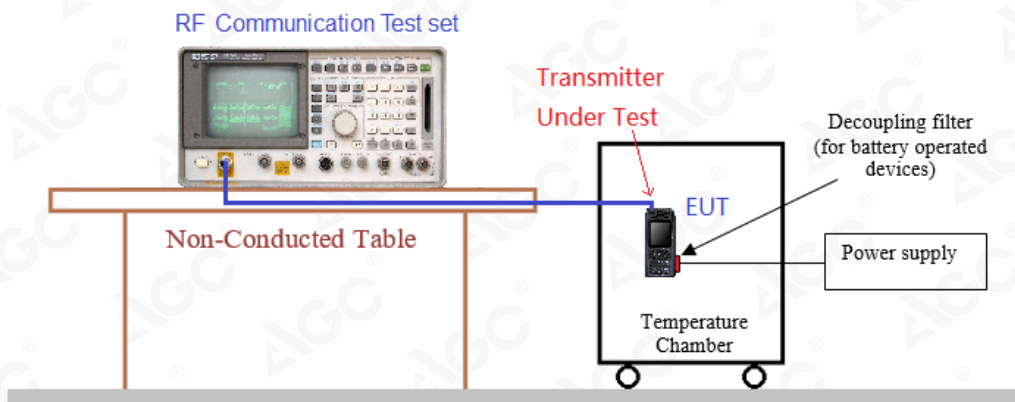 RF Communication Test set
Transmitter
Under Test
Decoupling filter
(for battery operated
devices)
EUT
Non-Conducted Table
Power supply
Temperature
Chamber
AGC